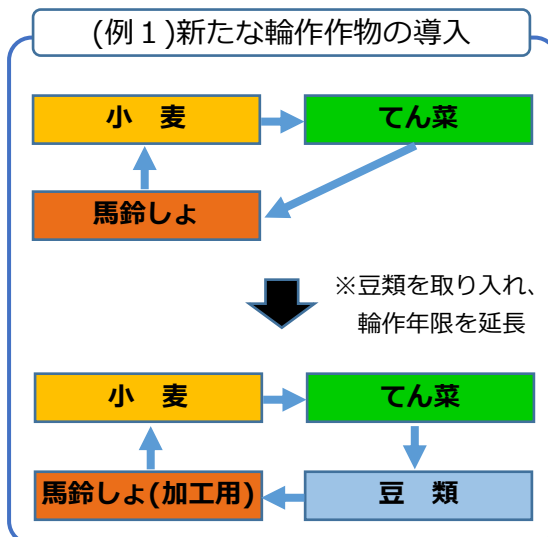 (例１)新たな輪作作物の導入
小　麦
てん菜
馬鈴しょ
※豆類を取り入れ、
輪作年限を延長
小　麦
てん菜
馬鈴しょ(加工用)
豆　類